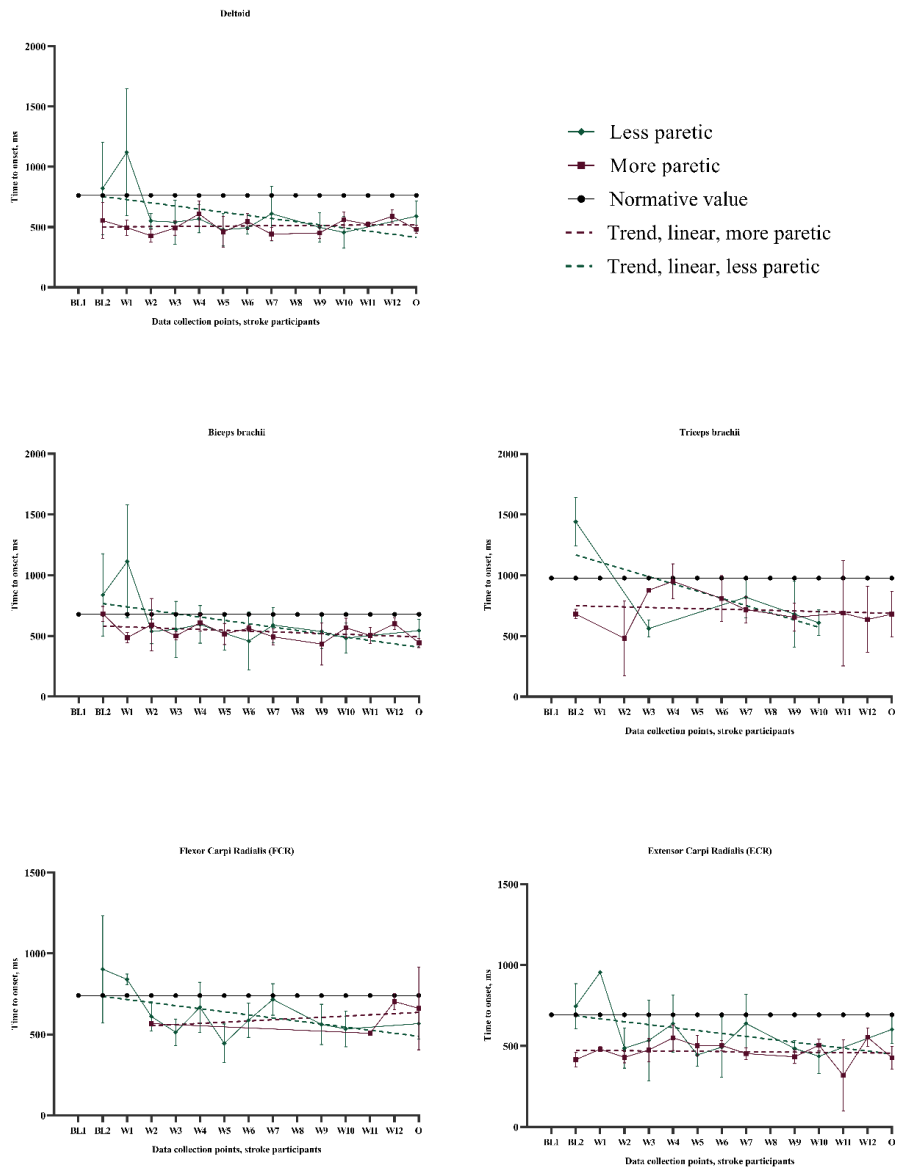 Deltoid
2000
1500
1000
500
0
Time to onset, ms
BL1 BL2 W1 W2 W3 W4 W5 W6 W7 W8 W9 W10 W11 W12 O
Data collection points, stroke participants
Less paretic
More paretic
Normative value
Trend, linear, more paretic
Trend, linear, less paretic
Biceps brachii
2000
1500
1000
500
0
Time to onset, ms
BL1 BL2 W1 W2 W3 W4 W5 W6 W7 W8 W9 W10 W11 W12 O
Triceps brachii
2000
1500
1000
500
0
Time to onset, ms
BL1 BL2 W1 W2 W3 W4 W5 W6 W7 W8 W9 W10 W11 W12 O
Data collection points, stroke participants
Flexor Carpi Radialis (FCR)
1500
1000
500
0
Time to onset, ms
BL1 BL2 W1 W2 W3 W4 W5 W6 W7 W8 W9 W10 W11 W12 O
Data collection points, stroke participants
Extensor Carpi Radialis (ECR)
1500
1000
500
0
Time to onset, ms
BL1 BL2 W1 W2 W3 W4 W5 W6 W7 W8 W9 W10 W11 W12 O
Data collection points, stroke participants